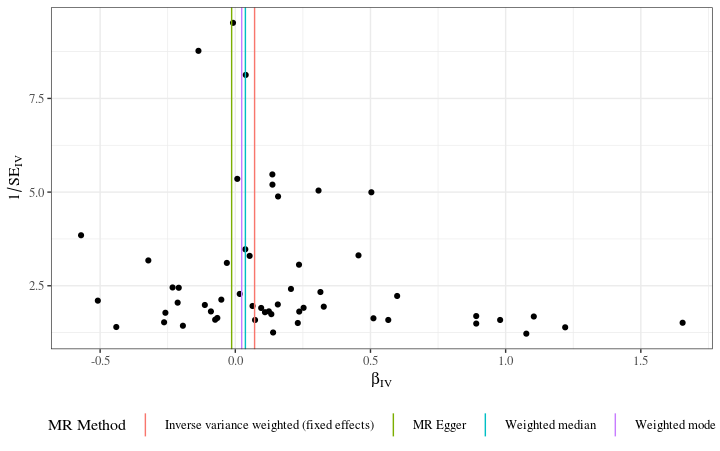 7.5
5.0
2.5
1/SE_IV
-0.5 0.0 0.5 1.0 1.5
β_IV
MR Method Inverse variance weighted (fixed effects) MR Egger Weighted median Weighted mode